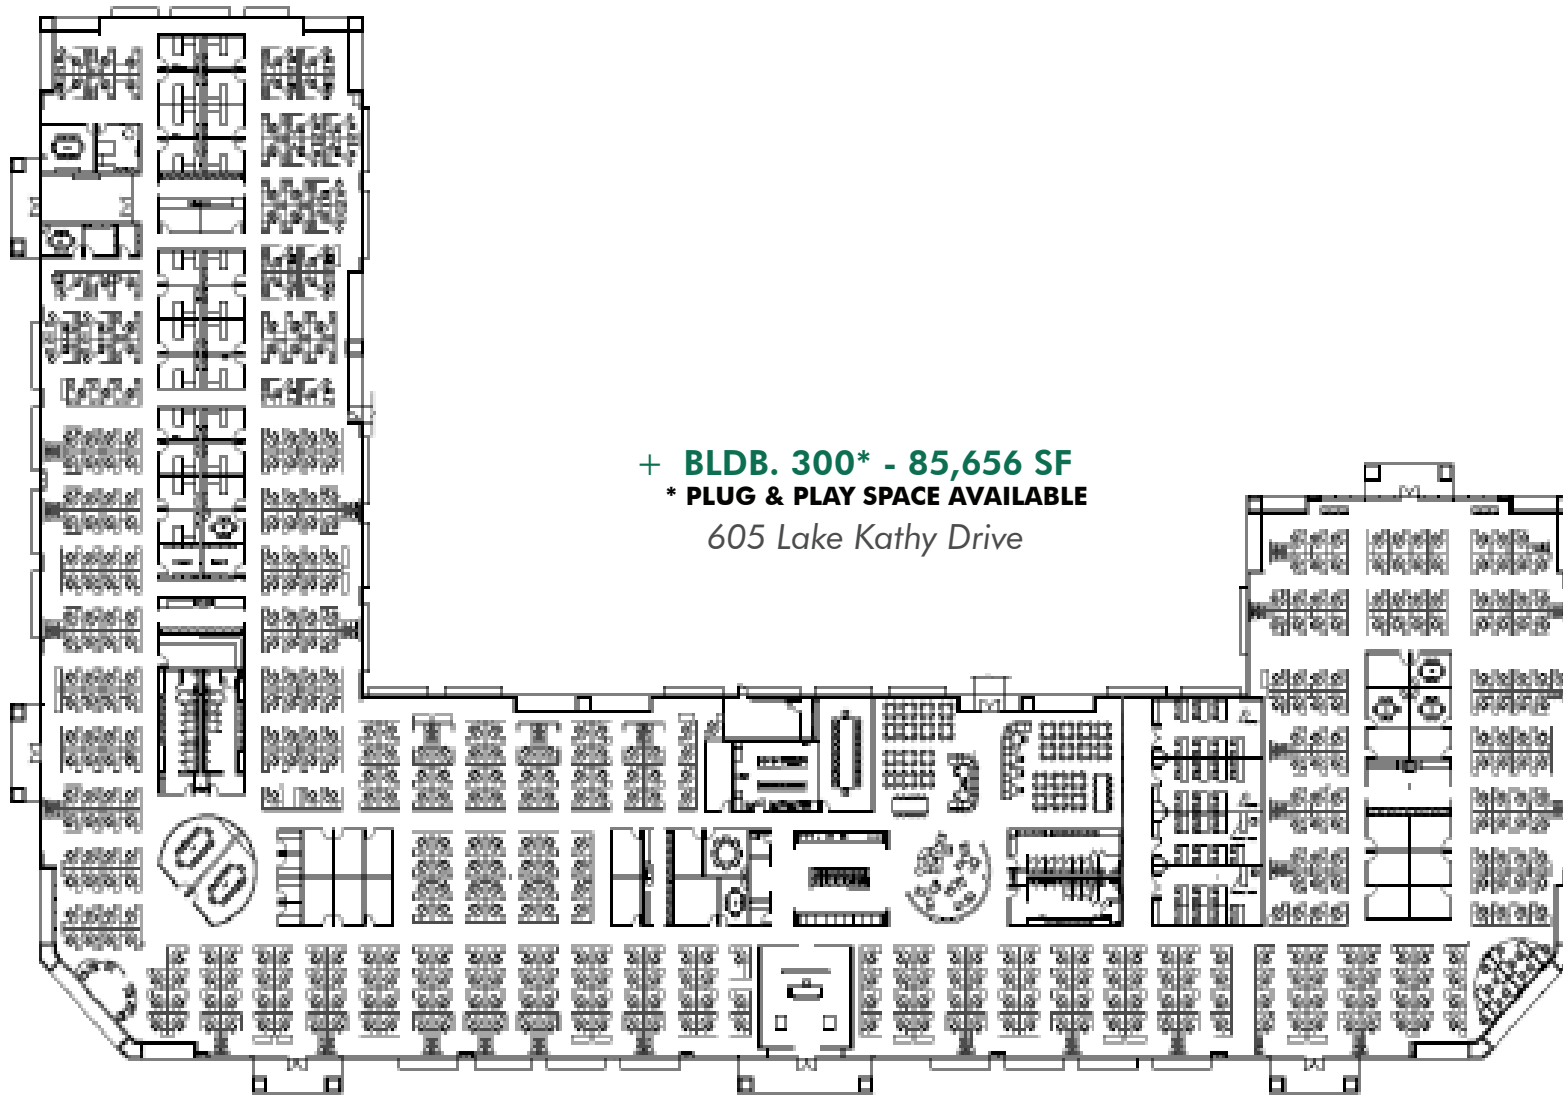 + BLDB. 300* - 85,656 SF
* PLUG & PLAY SPACE AVAILABLE
605 Lake Kathy Drive